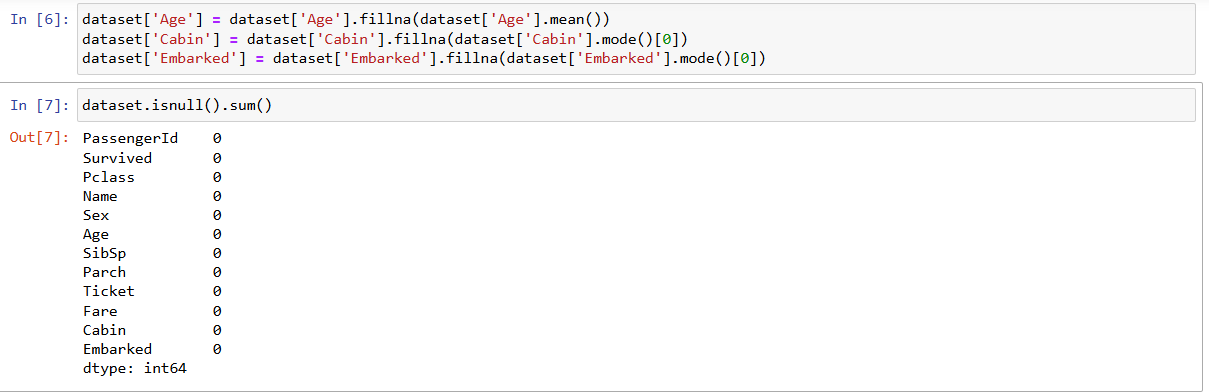 In [6]: dataset['Age'] = dataset['Age'].fillna(dataset['Age'].mean())
dataset['Cabin'] = dataset['Cabin'].fillna(dataset['Cabin'].mode()[0])
dataset['Embarked'] = dataset['Embarked'].fillna(dataset['Embarked'].mode()[0])
In [7]: dataset.isnull().sum()
Out[7]: PassengerId 0
Survived 0
Pclass 0
Name 0
Sex 0
Age 0
SibSp 0
Parch 0
Ticket 0
Fare 0
Cabin 0
Embarked 0
dtype: int64